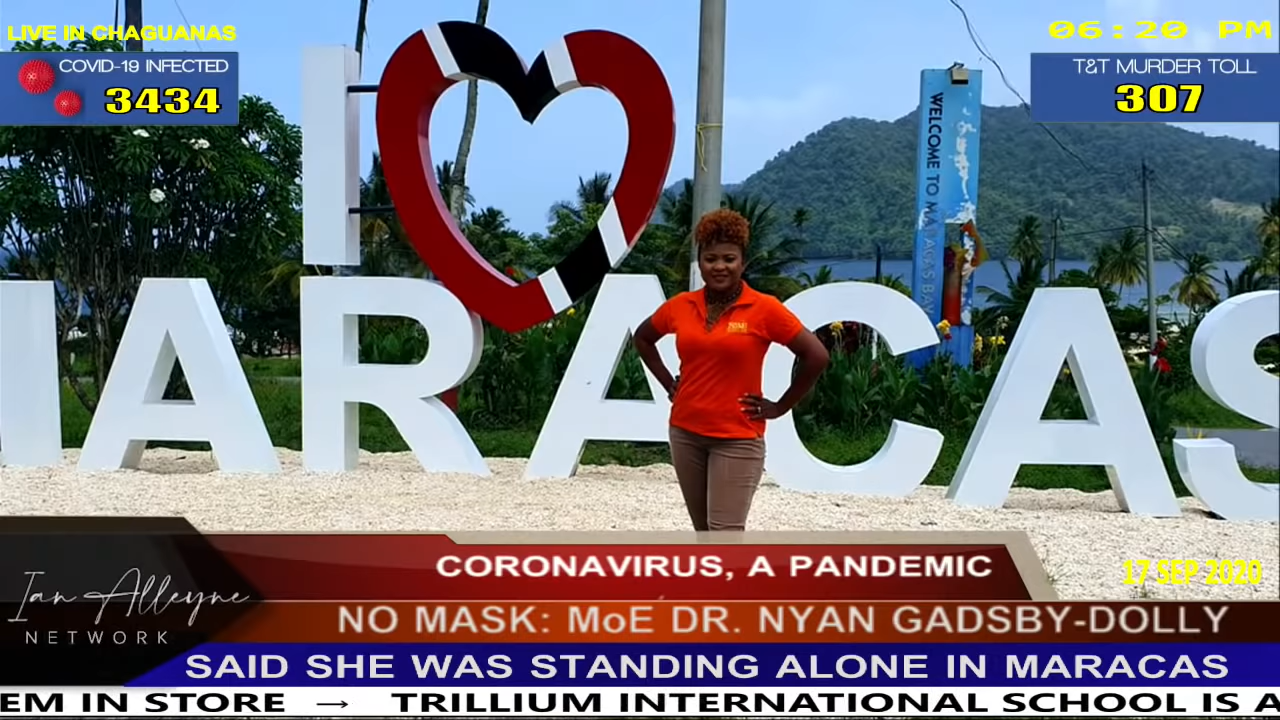 LIVE IN CHAGUANAS
06:20 PM
COVID-19 INFECTED
3434
T&T MURDER TOLL
307
I
WELCOME TO MARACAS BAY
MARACAS
CORONAVIRUS, A PANDEMIC
17 SEP 2020
Ian Alleyne
NETWORK
NO MASK: MoE DR. NYAN GADSBY-DOLLY
SAID SHE WAS STANDING ALONE IN MARACAS
EM IN STORE → TRILLIUM INTERNATIONAL SCHOOL IS A